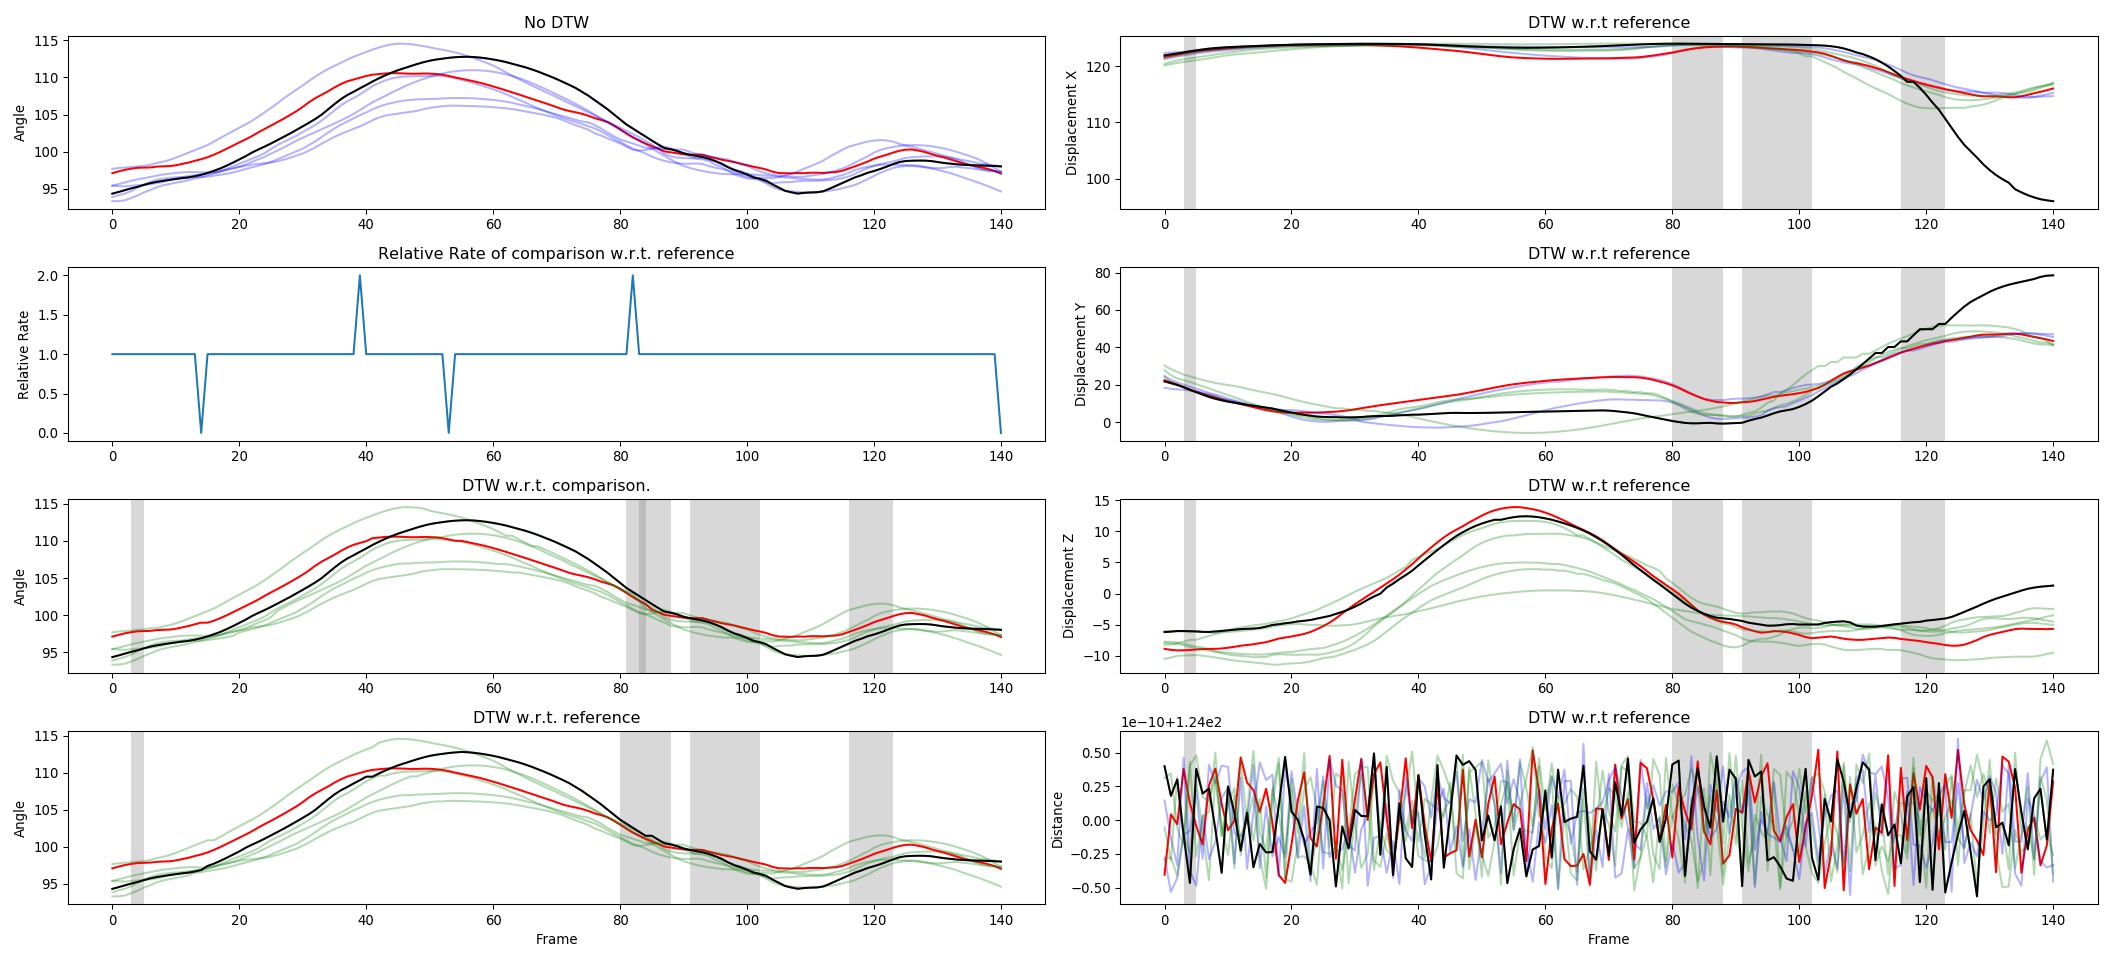 No DTW
Angle
115
110
105
100
95
0 20 40 60 80 100 120 140
Relative Rate of comparison w.r.t. reference
Relative Rate
2.0
1.5
1.0
0.5
0.0
0 20 40 60 80 100 120 140
DTW w.r.t. comparison.
Angle
115
110
105
100
95
0 20 40 60 80 100 120 140
DTW w.r.t. reference
Angle
115
110
105
100
95
0 20 40 60 80 100 120 140
Frame
DTW w.r.t reference
Displacement X
120
110
100
0 20 40 60 80 100 120 140
DTW w.r.t reference
Displacement Y
80
60
40
20
0
0 20 40 60 80 100 120 140
DTW w.r.t reference
Displacement Z
15
10
5
0
−5
−10
0 20 40 60 80 100 120 140
1e−10+1.24e2
DTW w.r.t reference
Distance
0.50
0.25
0.00
−0.25
−0.50
0 20 40 60 80 100 120 140
Frame